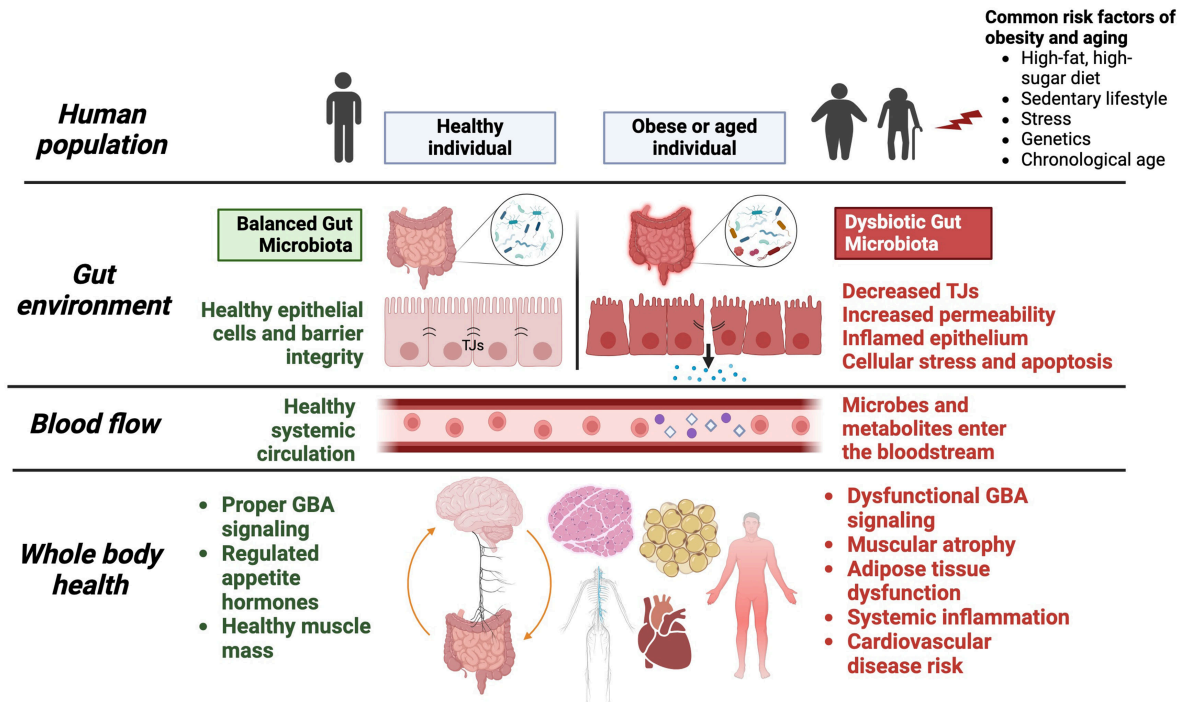 Common risk factors of
obesity and aging
• High-fat, high-
sugar diet
• Sedentary lifestyle
• Stress
• Genetics
• Chronological age
Human
population
Healthy
individual
Obese or aged
individual
Gut
environment
Balanced Gut
Microbiota
Dysbiotic Gut
Microbiota
Healthy epithelial
cells and barrier
integrity
TJs
Decreased TJs
Increased permeability
Inflamed epithelium
Cellular stress and apoptosis
Blood flow
Healthy
systemic
circulation
Microbes and
metabolites enter
the bloodstream
Whole body
health
• Proper GBA
signaling
• Regulated
appetite
hormones
• Healthy muscle
mass
• Dysfunctional GBA
signaling
• Muscular atrophy
• Adipose tissue
dysfunction
• Systemic inflammation
• Cardiovascular
disease risk